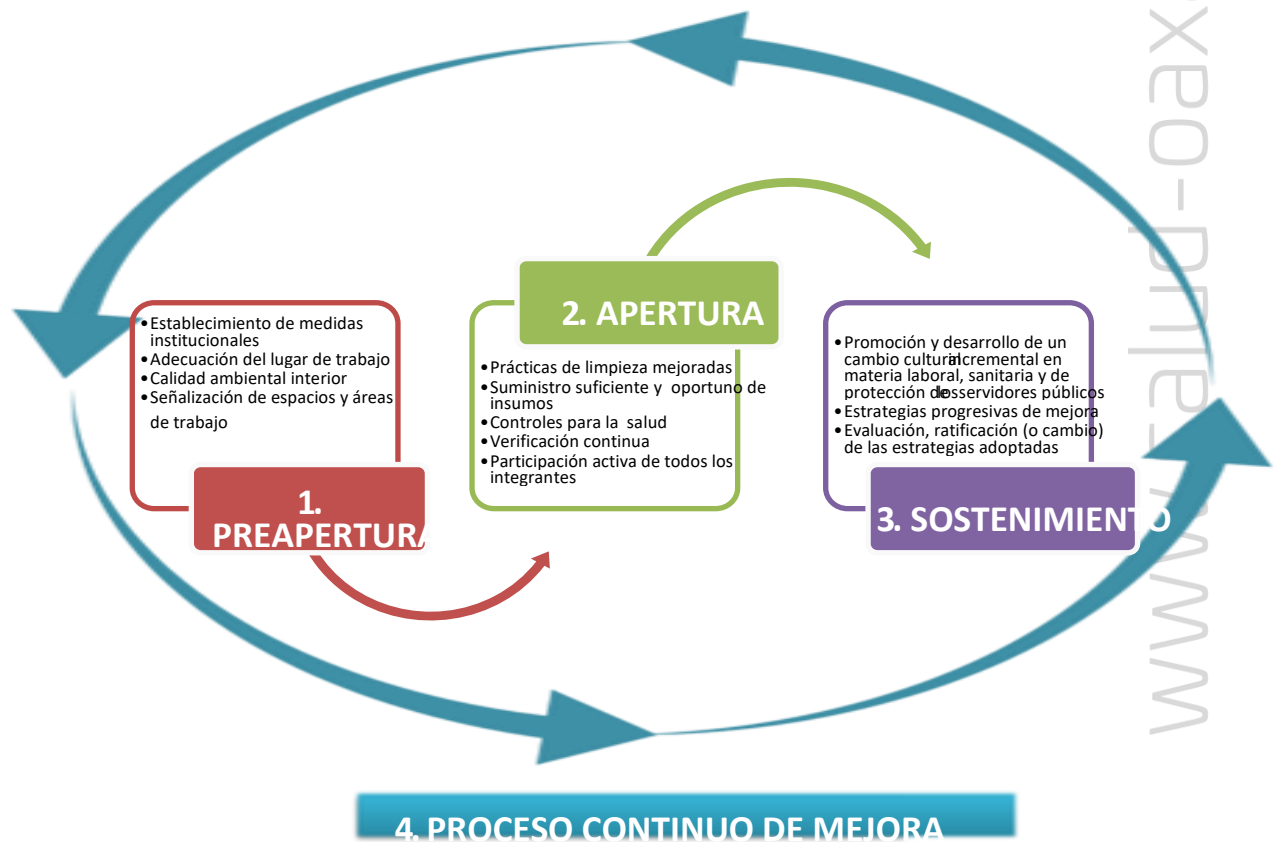 •Establecimiento de medidas
institucionales
•Adecuación del lugar de trabajo
•Calidad ambiental interior
•Señalización de espacios y áreas
de trabajo
1.
PREAPERTURA
2. APERTURA
•Prácticas de limpieza mejoradas
•Suministro suficiente y oportuno de
insumos
•Controles para la salud
•Verificación continua
•Participación activa de todos los
integrantes
•Promoción y desarrollo de un
cambio cultural incremental en
materia laboral, sanitaria y de
protección de los servidores públicos
•Estrategias progresivas de mejora
•Evaluación, ratificación (o cambio)
de las estrategias adoptadas
3. SOSTENIMIENTO
4. PROCESO CONTINUO DE MEJORA